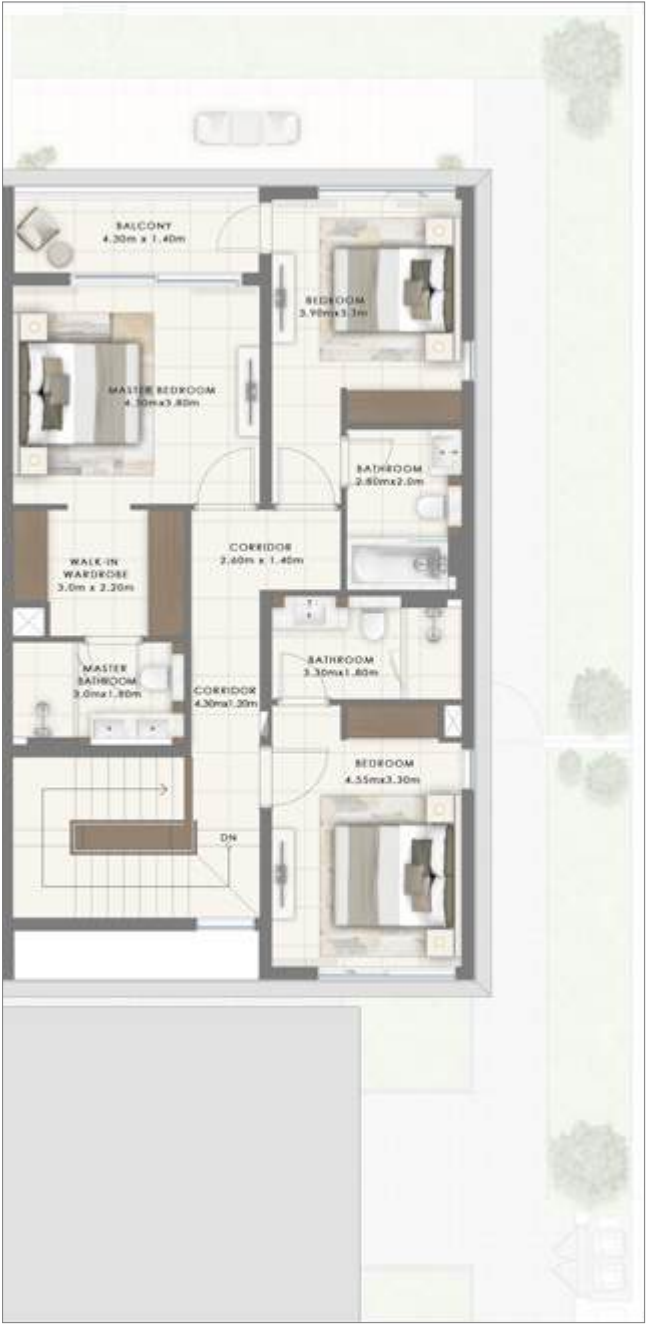 BALCONY
4.30m x 1.40m
BEDROOM
3.90mx3.3m
MASTER BEDROOM
4.30mx3.80m
BATHROOM
2.80mx2.0m
CORRIDOR
2.60m x 1.40m
WALK-IN
WARDROBE
3.0m x 2.20m
BATHROOM
3.30mx1.80m
MASTER
BATHROOM
3.0mx1.80m
CORRIDOR
4.30mx1.20m
BEDROOM
4.55mx3.30m
DN